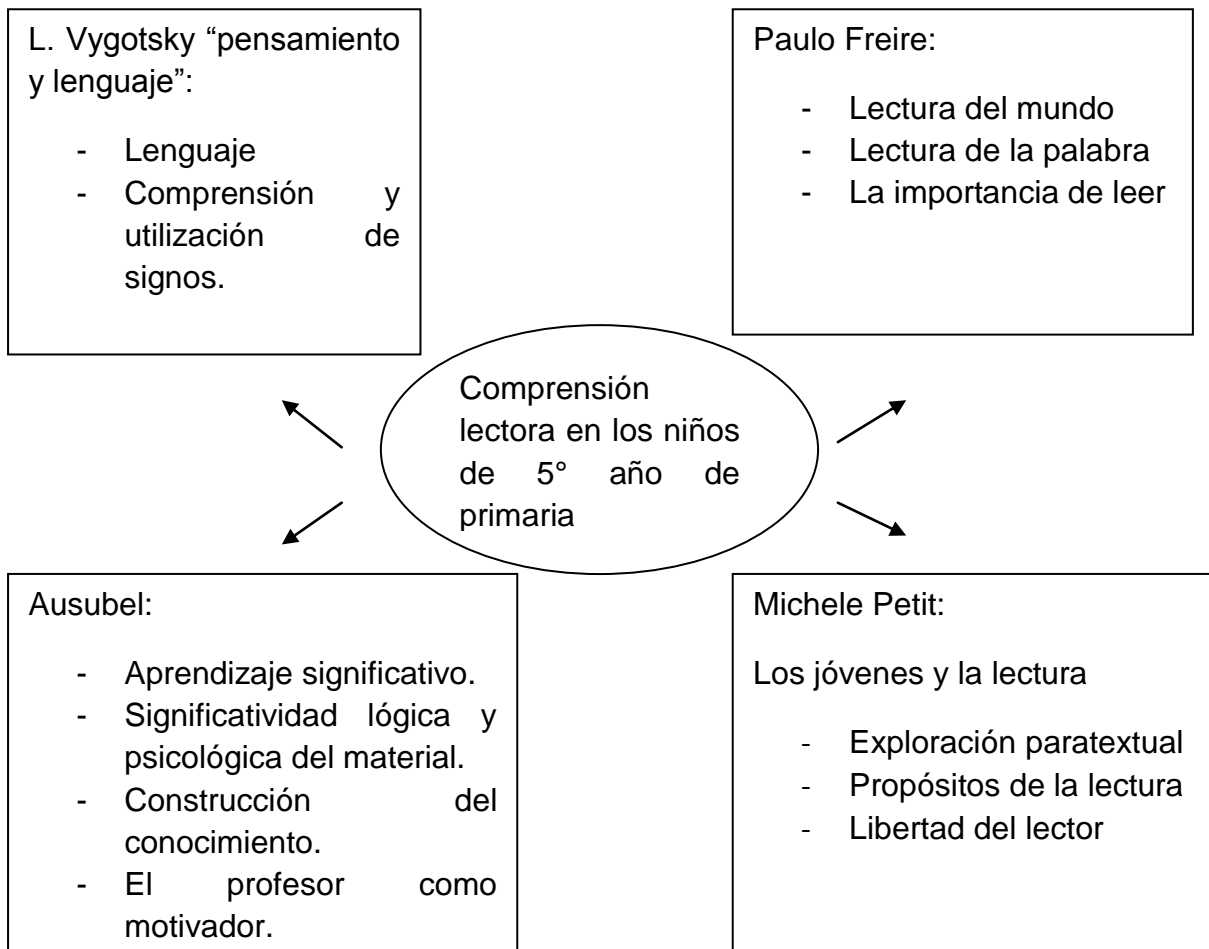 L. Vygotsky “pensamiento
y lenguaje”:
- Lenguaje
- Comprensión y
utilización de
signos.
Paulo Freire:
- Lectura del mundo
- Lectura de la palabra
- La importancia de leer
Comprensión
lectora en los niños
de 5° año de
primaria
Ausubel:
- Aprendizaje significativo.
- Significatividad lógica y
psicológica del material.
- Construcción del
conocimiento.
- El profesor como
motivador.
Michele Petit:
Los jóvenes y la lectura
- Exploración paratextual
- Propósitos de la lectura
- Libertad del lector